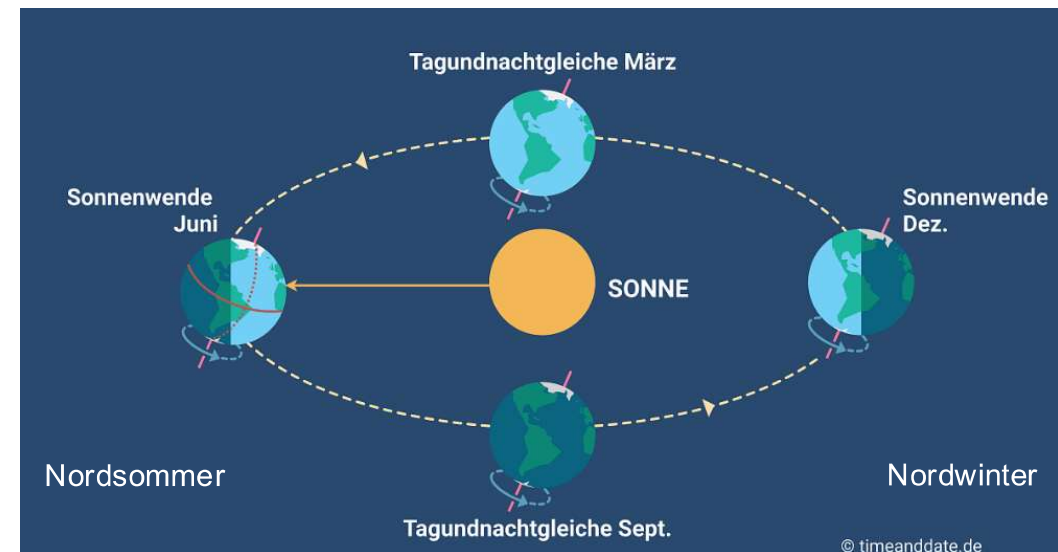 Tagundnachtgleiche März
Sonnenwende
Juni
Sonnenwende
Dez.
SONNE
Nordsommer
Nordwinter
Tagundnachtgleiche Sept.
© timeanddate.de